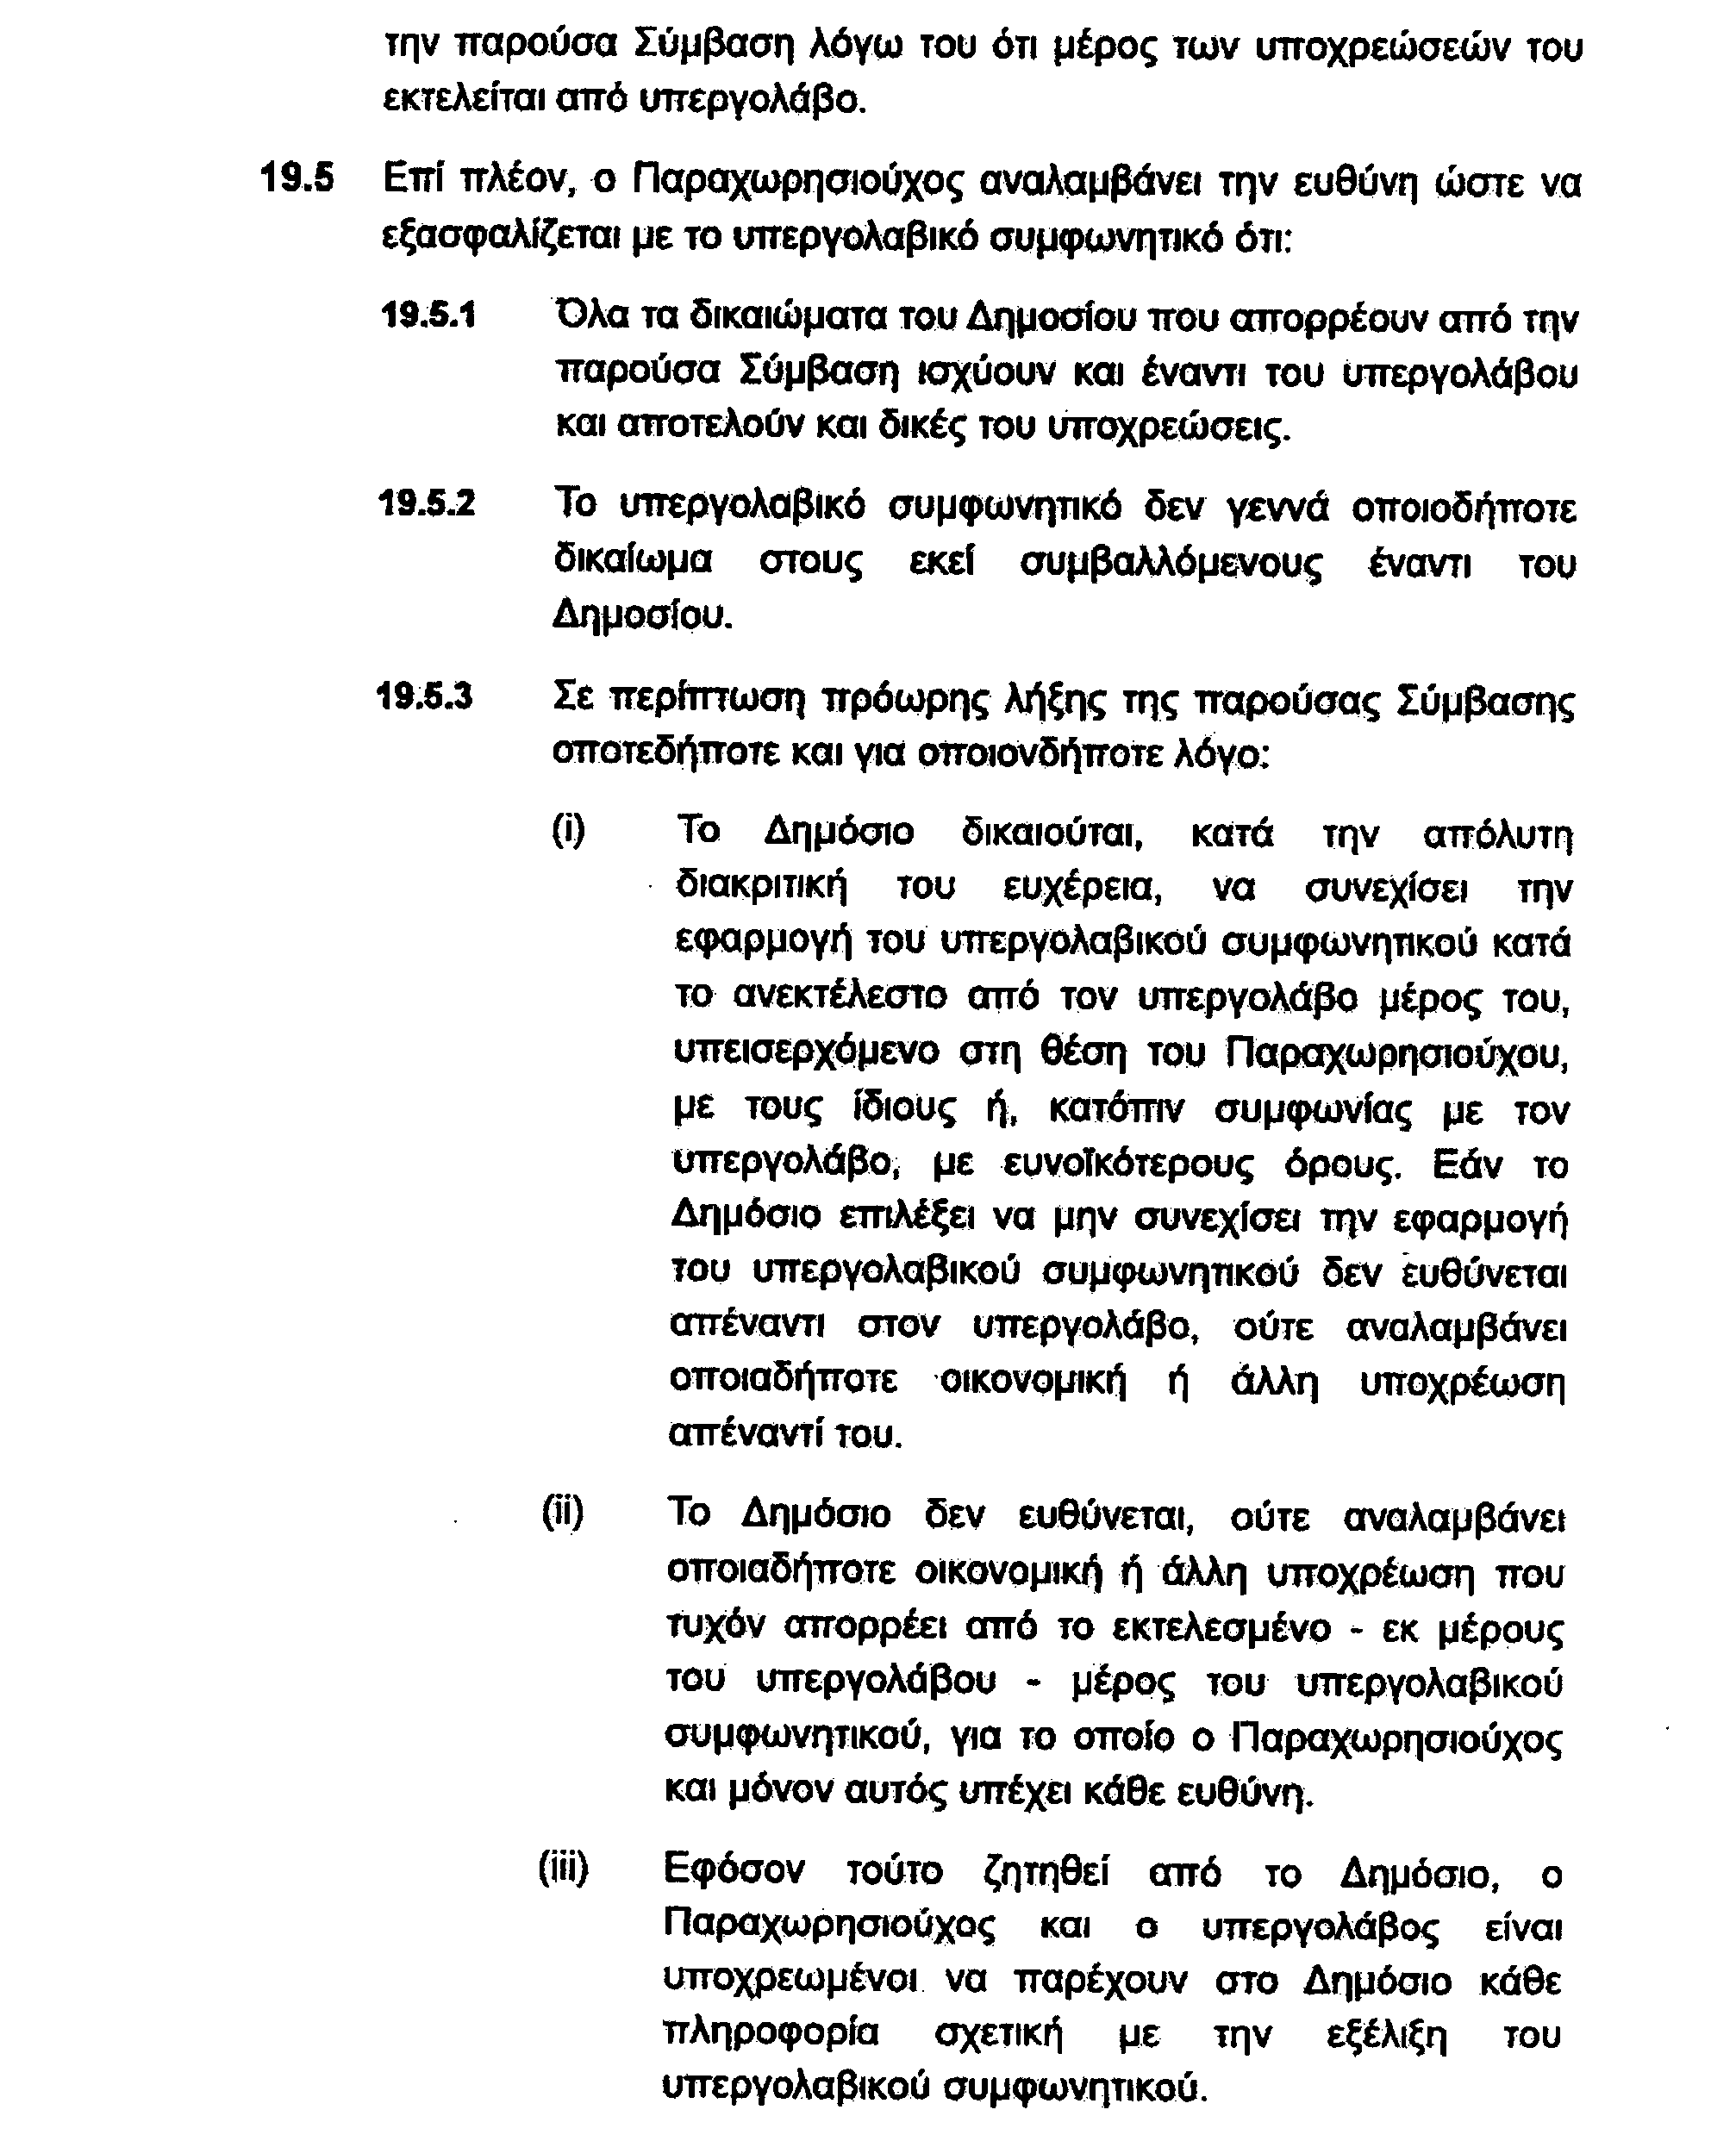 την παρούσα Σύμβαση λόγω του ότι μέρος των υποχρεώσεών του
εκτελείται από υπεργολάβο.
19.5 Επί πλέον, ο Παραχωρησιούχος αναλαμβάνει την ευθύνη ώστε να
εξασφαλίζεται με το υπεργολαβικό συμφωνητικό ότι:
19.5.1 Όλα τα δικαιώματα του Δημοσίου που απορρέουν από την
παρούσα Σύμβαση ισχύουν και έναντι του υπεργολάβου
και αποτελούν και δικές του υποχρεώσεις.
19.5.2 Το υπεργολαβικό συμφωνητικό δεν γεννά οποιοδήποτε
δικαίωμα στους εκεί συμβαλλόμενους έναντι του
Δημοσίου.
19.5.3 Σε περίπτωση πρόωρης λήξης της παρούσας Σύμβασης
οποτεδήποτε και για οποιονδήποτε λόγο:
(i) Το Δημόσιο δικαιούται, κατά την απόλυτη
διακριτική του ευχέρεια, να συνεχίσει την
εφαρμογή του υπεργολαβικού συμφωνητικού κατά
το ανεκτέλεστο από τον υπεργολάβο μέρος του,
υπεισερχόμενο στη θέση του Παραχωρησιούχου,
με τους ίδιους ή, κατόπιν συμφωνίας με τον
υπεργολάβο, με ευνοϊκότερους όρους. Εάν το
Δημόσιο επιλέξει να μην συνεχίσει την εφαρμογή
του υπεργολαβικού συμφωνητικού δεν ευθύνεται
απέναντι στον υπεργολάβο, ούτε αναλαμβάνει
οποιαδήποτε οικονομική ή άλλη υποχρέωση
απέναντί του.
(ii) Το Δημόσιο δεν ευθύνεται, ούτε αναλαμβάνει
οποιαδήποτε οικονομική ή άλλη υποχρέωση που
τυχόν απορρέει από το εκτελεσμένο - εκ μέρους
του υπεργολάβου - μέρος του υπεργολαβικού
συμφωνητικού, για το οποίο ο Παραχωρησιούχος
και μόνον αυτός υπέχει κάθε ευθύνη.
(iii) Εφόσον τούτο ζητηθεί από το Δημόσιο, ο
Παραχωρησιούχος και ο υπεργολάβος είναι
υποχρεωμένοι να παρέχουν στο Δημόσιο κάθε
πληροφορία σχετική με την εξέλιξη του
υπεργολαβικού συμφωνητικού.